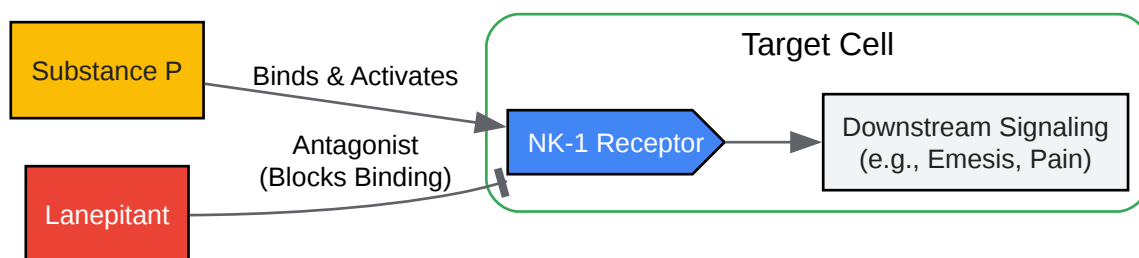 Target Cell
Substance P
Binds & Activates
NK-1 Receptor
Downstream Signaling
(e.g., Emesis, Pain)
Antagonist
(Blocks Binding)
Lanepitant